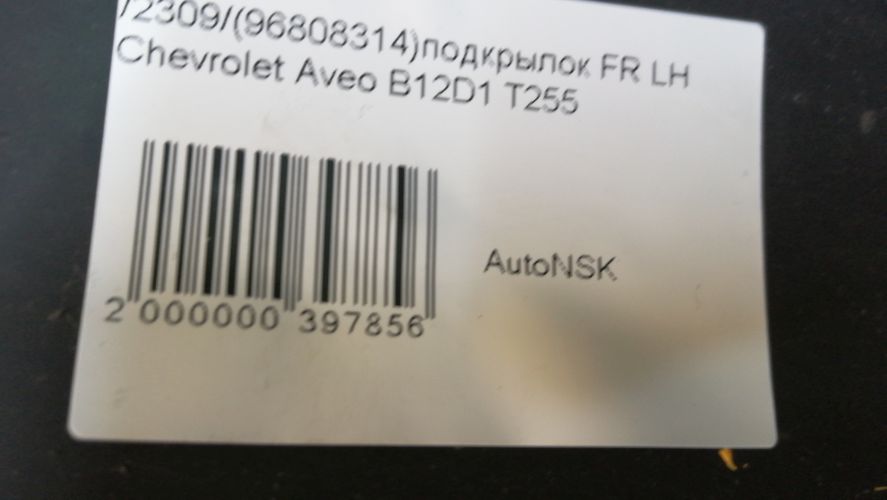 /2309/(96808314)подкрылок FR LH
Chevrolet Aveo B12D1 T255
AutoNSK
2 000000 397856